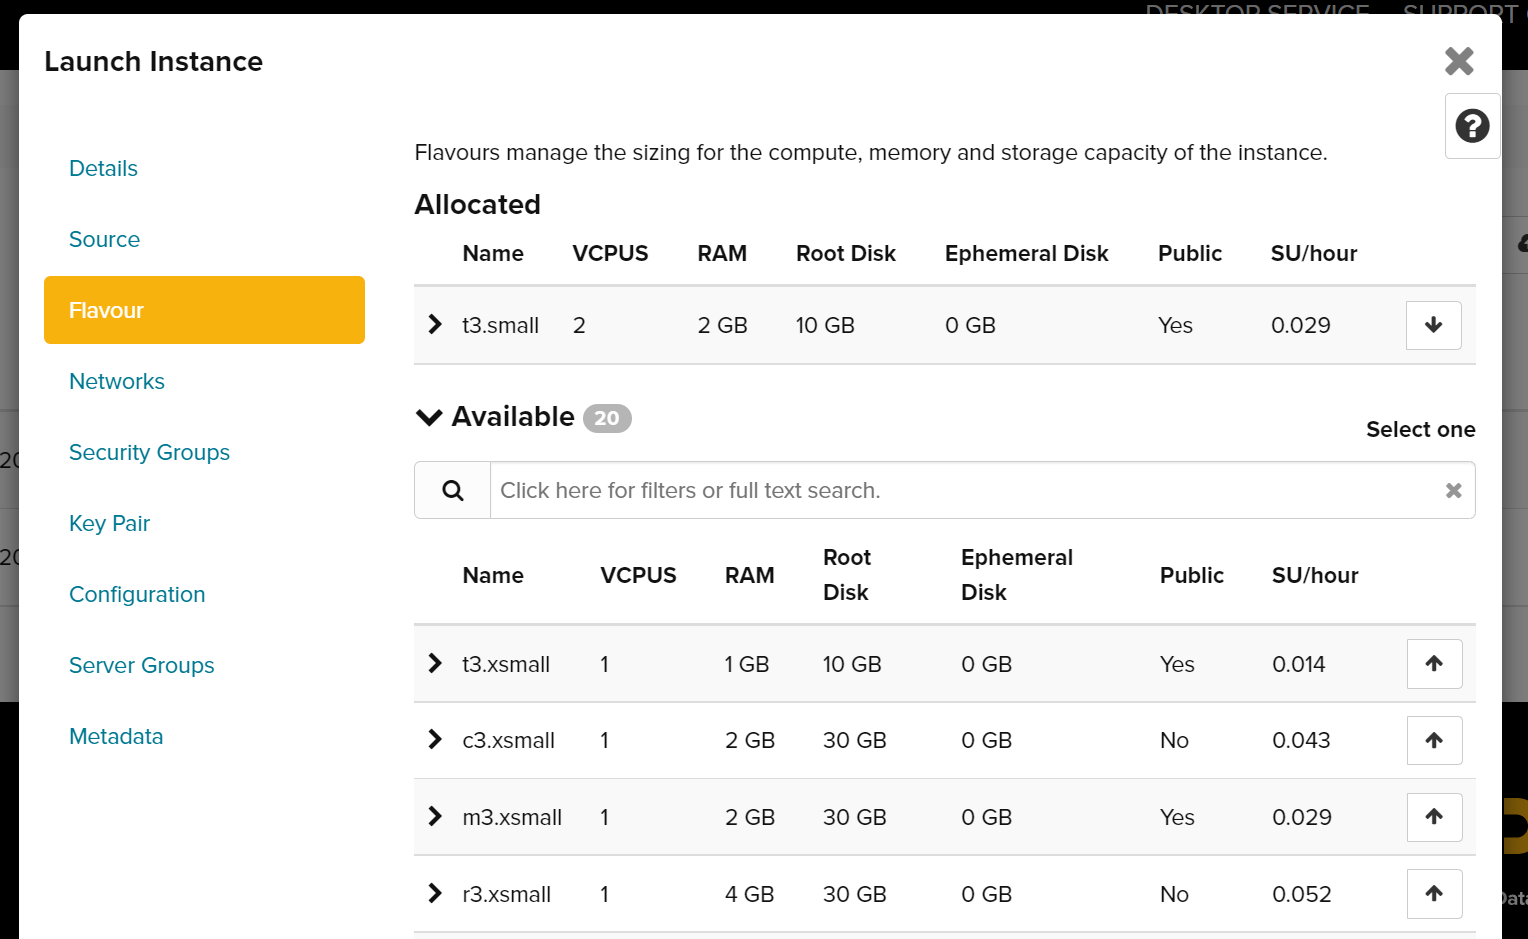 DESKTOP SERVICE SUPPORT
Launch Instance
Details
Source
Flavour
Networks
Security Groups
Key Pair
Configuration
Server Groups
Metadata
Flavours manage the sizing for the compute, memory and storage capacity of the instance.
Allocated
Name VCPUS RAM Root Disk Ephemeral Disk Public SU/hour
t3.small 2 2 GB 10 GB 0 GB Yes 0.029
Available 20
Select one
Click here for filters or full text search.
Name VCPUS RAM Root Disk Ephemeral Disk Public SU/hour
t3.xsmall 1 1 GB 10 GB 0 GB Yes 0.014
c3.xsmall 1 2 GB 30 GB 0 GB No 0.043
m3.xsmall 1 2 GB 30 GB 0 GB Yes 0.029
r3.xsmall 1 4 GB 30 GB 0 GB No 0.052